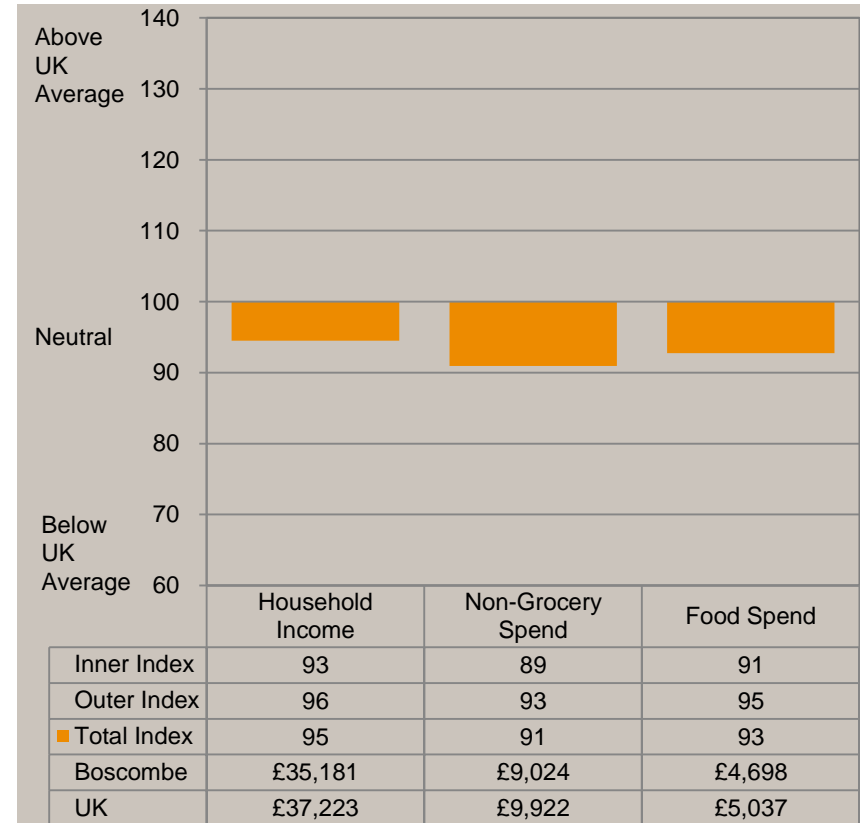 140
Above
UK
Average
130
120
110
100
Neutral
90
80
70
Below
UK
Average
60
Household
Income
Non-Grocery
Spend
Food Spend
Inner Index 93 89 91
Outer Index 96 93 95
Total Index 95 91 93
Boscombe £35,181 £9,024 £4,698
UK £37,223 £9,922 £5,037